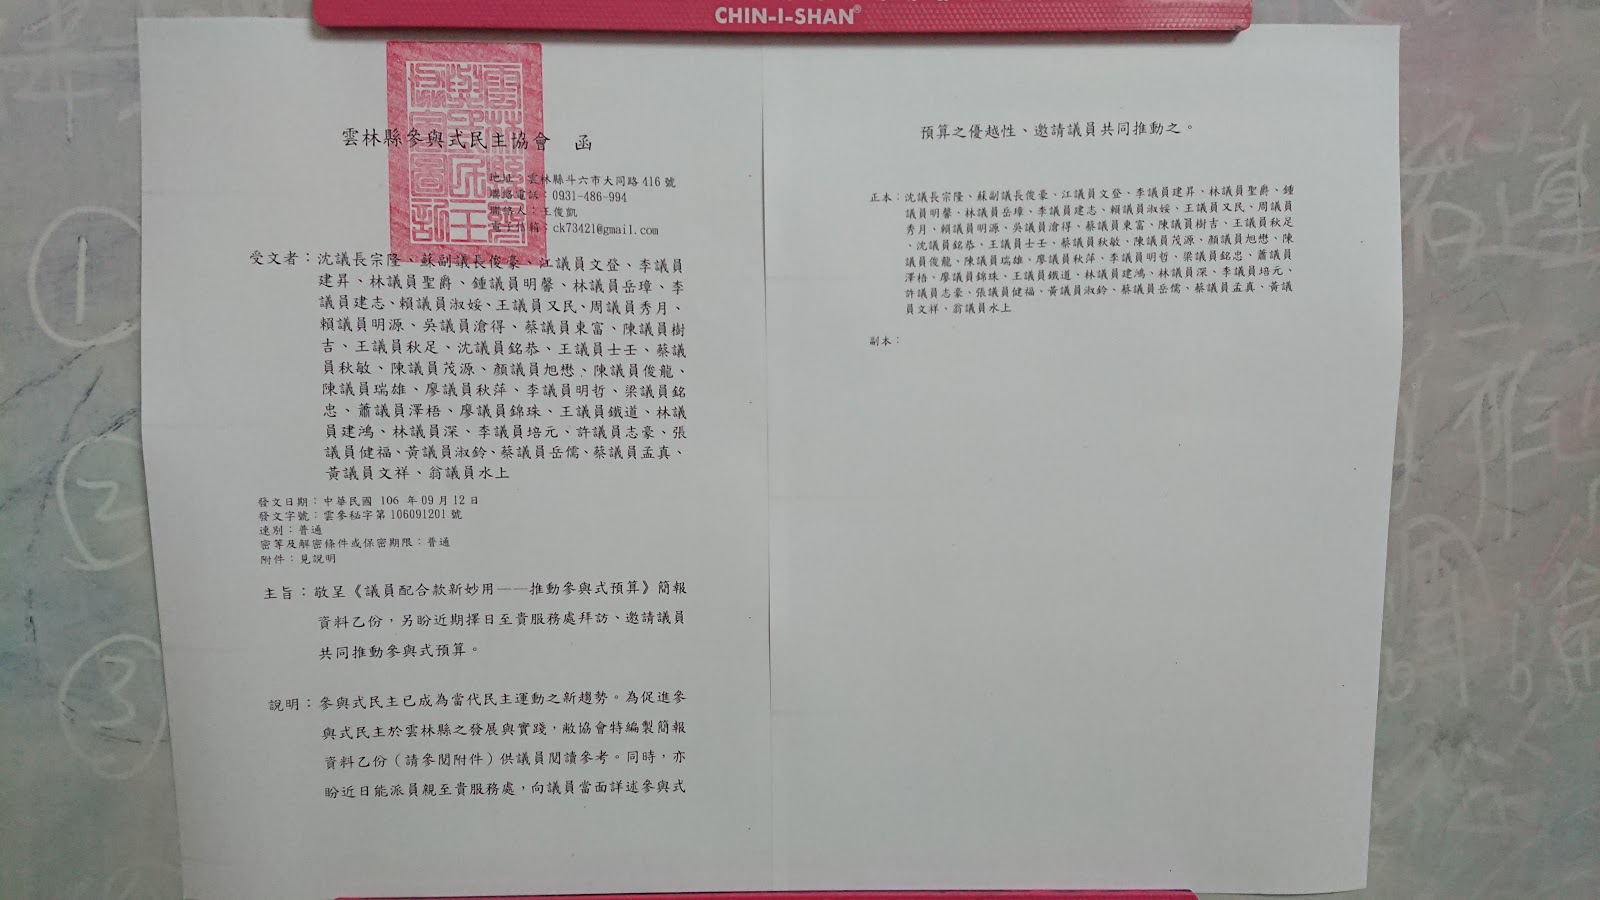 CHIN-I-SHAN®
雲林縣參與式民主協會　函
地址：雲林縣斗六市大同路416號
聯絡電話：0931-486-994
聯絡人：王俊凱
電子信箱：ck73421@gmail.com
受文者：沈議長宗隆、蘇副議長俊豪、江議員文登、李議員
建昇、林議員聖爵、鍾議員明馨、林議員岳璋、李
議員建志、賴議員淑娞、王議員又民、周議員秀月、
賴議員明源、吳議員滄得、蔡議員東富、陳議員樹
吉、王議員秋足、沈議員銘恭、王議員士壬、蔡議
員秋敏、陳議員茂源、顏議員旭懋、陳議員俊龍、
陳議員瑞雄、廖議員秋萍、李議員明哲、梁議員銘
忠、蕭議員澤梧、廖議員錦珠、王議員鐵道、林議
員建鴻、林議員深、李議員培元、許議員志豪、張
議員健福、黃議員淑鈴、蔡議員岳儒、蔡議員孟真、
黃議員文祥、翁議員水上
發文日期：中華民國 106 年 09 月 12 日
發文字號：雲參秘字第 106091201 號
速別：普通
密等及解密條件或保密期限：普通
附件：見說明
主旨：敬呈《議員配合款新妙用——推動參與式預算》簡報
資料乙份，另盼近期擇日至貴服務處拜訪、邀請議員
共同推動參與式預算。
說明：參與式民主已成為當代民主運動之新趨勢。為促進參
與式民主於雲林縣之發展與實踐，敝協會特編製簡報
資料乙份（請參閱附件）供議員閱讀參考。同時，亦
盼近日能派員親至貴服務處，向議員當面詳述參與式
預算之優越性、邀請議員共同推動之。
正本：沈議長宗隆、蘇副議長俊豪、江議員文登、李議員建昇、林議員聖爵、鍾
議員明馨、林議員岳璋、李議員建志、賴議員淑娞、王議員又民、周議員
秀月、賴議員明源、吳議員滄得、蔡議員東富、陳議員樹吉、王議員秋足
、沈議員銘恭、王議員士壬、蔡議員秋敏、陳議員茂源、顏議員旭懋、陳
議員俊龍、陳議員瑞雄、廖議員秋萍、李議員明哲、梁議員銘忠、蕭議員
澤梧、廖議員錦珠、王議員鐵道、林議員建鴻、林議員深、李議員培元、
許議員志豪、張議員健福、黃議員淑鈴、蔡議員岳儒、蔡議員孟真、黃議
員文祥、翁議員水上
副本：
①
②
③